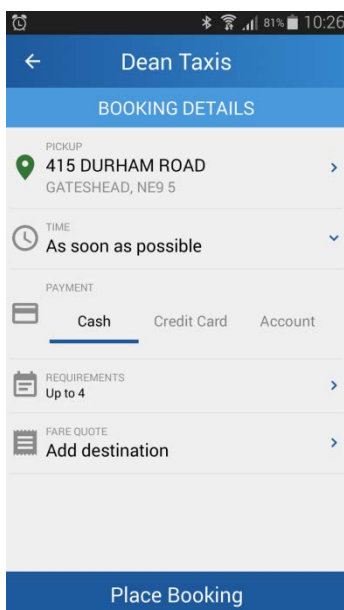 81% 10:26
Dean Taxis
BOOKING DETAILS
PICKUP
415 DURHAM ROAD
GATESHEAD, NE9 5
TIME
As soon as possible
PAYMENT
Cash Credit Card Account
REQUIREMENTS
Up to 4
FARE QUOTE
Add destination
Place Booking